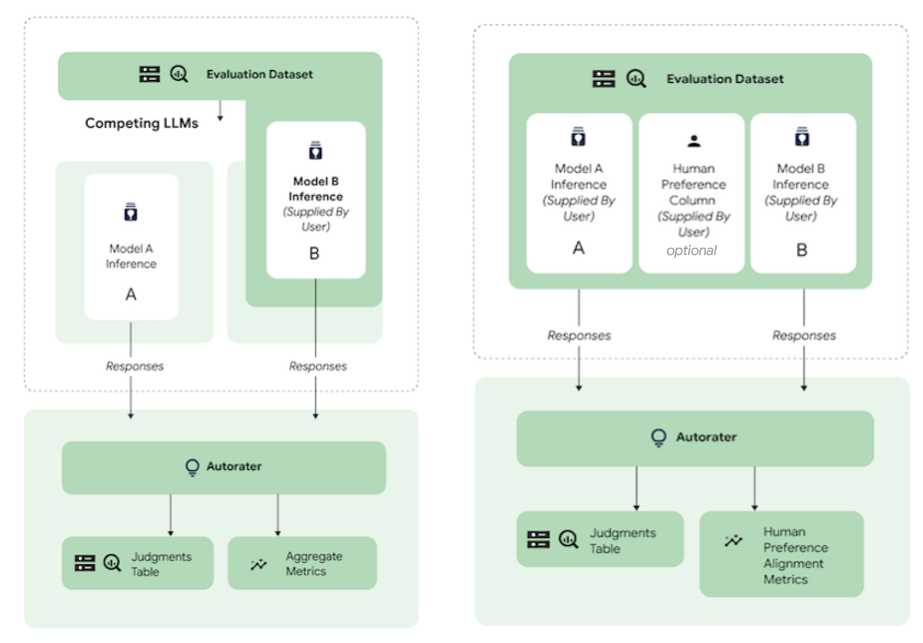 Evaluation Dataset
Competing LLMs
Model A
Inference
A
Model B
Inference
(Supplied By
User)
B
Responses
Responses
Autorater
Judgments
Table
Aggregate
Metrics
Evaluation Dataset
Model A
Inference
(Supplied By
User)
A
Human
Preference
Column
(Supplied By
User)
optional
Model B
Inference
(Supplied By
User)
B
Responses
Responses
Autorater
Judgments
Table
Human
Preference
Alignment
Metrics